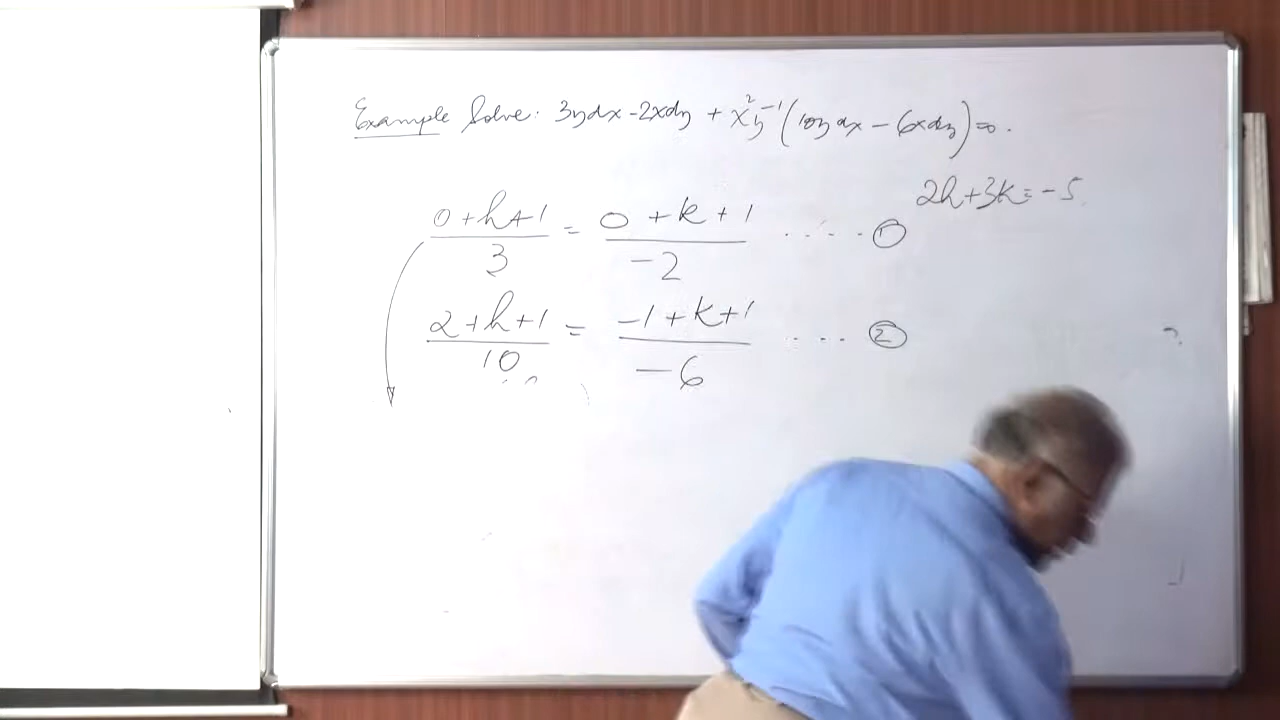 Example Solve: 3ydx - 2xdy + x²y⁻¹(10ydx - 6xdy) = 0.
2h+3k = -5
(0+h+1)/3 = (0+k+1)/-2 ..... ①
(2+h+1)/10 = (-1+k+1)/-6 .... ②